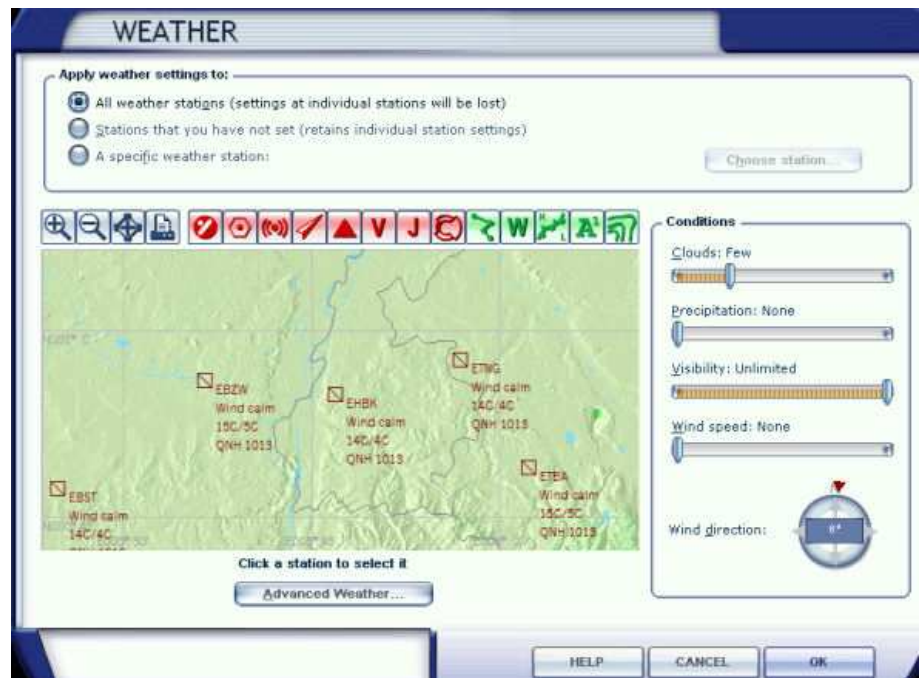 WEATHER
Apply weather settings to:
All weather stations (settings at individual stations will be lost)
Stations that you have not set (retains individual station settings)
A specific weather station:
Choose station...
V J W
Conditions
Clouds: Few
Precipitation: None
Visibility: Unlimited
Wind speed: None
Wind direction:
0°
EBZW
Wind calm
15C/5C
QNH 1013
EHBK
Wind calm
14C/4C
QNH 1013
Wind calm
14C/4C
QNH 1013
EBST
Wind calm
14C/4C
Wind calm
15C/5C
QNH 1013
Click a station to select it
Advanced Weather...
HELP
CANCEL
OK